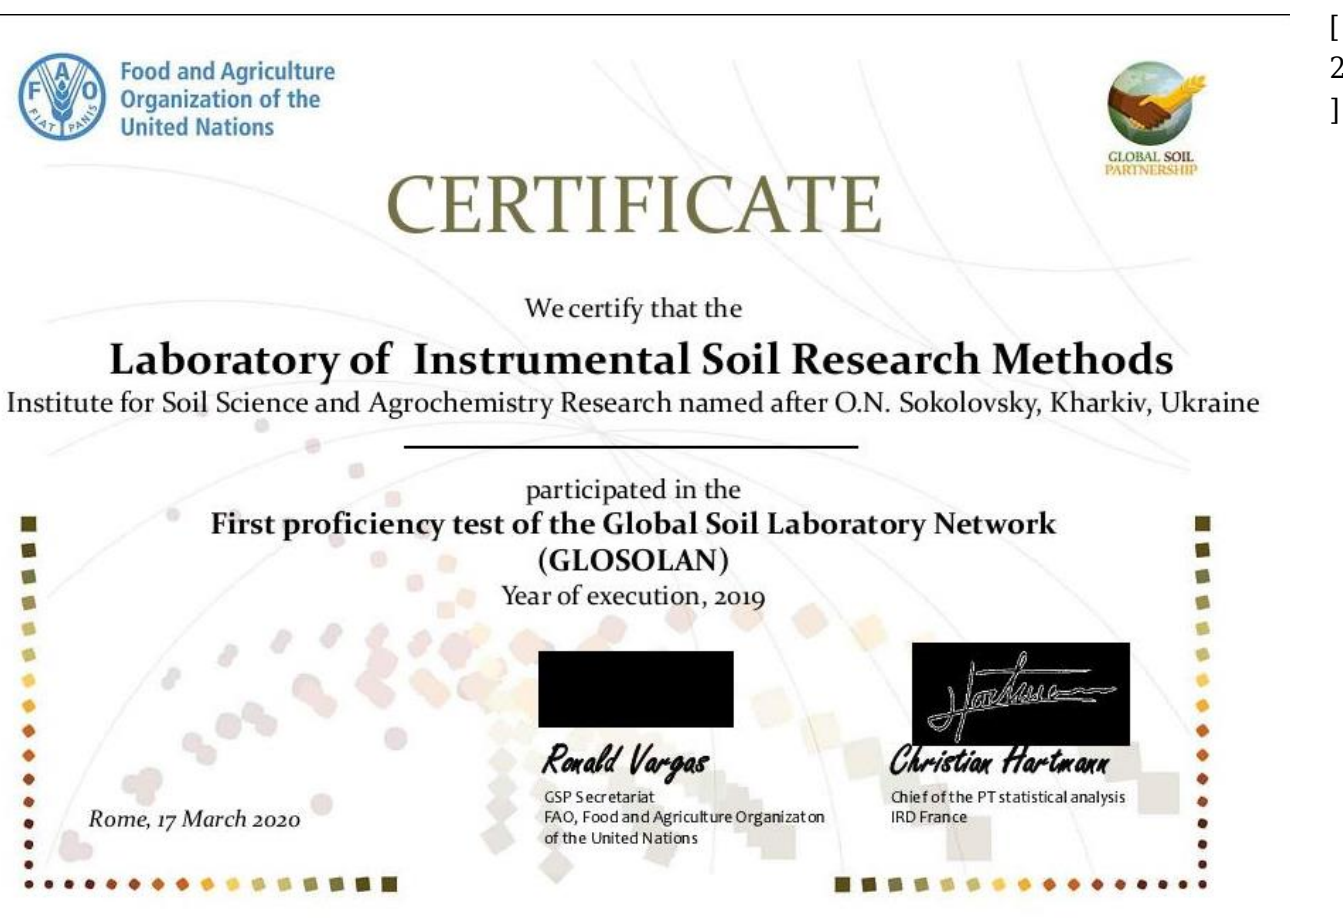 Food and Agriculture
Organization of the
United Nations
F A O
FIAT PANIS
GLOBAL SOIL
PARTNERSHIP
[
2
]
CERTIFICATE
We certify that the
Laboratory of Instrumental Soil Research Methods
Institute for Soil Science and Agrochemistry Research named after O.N. Sokolovsky, Kharkiv, Ukraine
participated in the
First proficiency test of the Global Soil Laboratory Network
(GLOSOLAN)
Year of execution, 2019
Hartmann
Ronald Vargas
GSP Secretariat
FAO, Food and Agriculture Organizaton
of the United Nations
Christian Hartmann
Chief of the PT statistical analysis
IRD France
Rome, 17 March 2020